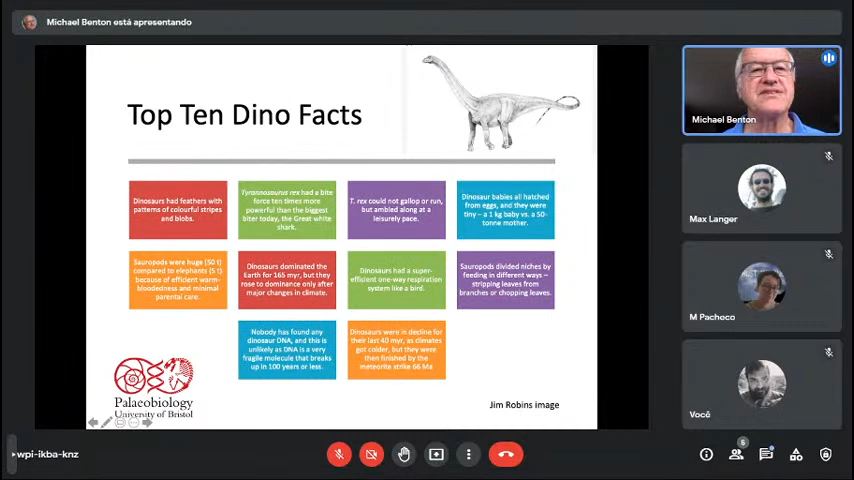 Michael Benton está apresentando
Top Ten Dino Facts
Dinosaurs had feathers with
patterns of colourful stripes
and blobs.
Tyrannosaurus rex had a bite
force ten times more
powerful than the biggest
biter today, the Great white
shark.
T. rex could not gallop or run,
but ambled along at a
leisurely pace.
Dinosaur babies all hatched
from eggs, and they were
tiny – a 1 kg baby vs. a 50-
tonne mother.
Sauropods were huge (50 t)
compared to elephants (5 t)
because of efficient warm-
bloodedness and minimal
parental care.
Dinosaurs dominated the
Earth for 165 myr, but they
rose to dominance only after
major changes in climate.
Dinosaurs had a super-
efficient one-way respiration
system like a bird.
Sauropods divided niches by
feeding in different ways –
stripping leaves from
branches or chopping leaves.
Nobody has found any
dinosaur DNA, and this is
unlikely as DNA is a very
fragile molecule that breaks
up in 100 years or less.
Dinosaurs were in decline for
their last 40 myr, as climates
got colder, but they were
then finished by the
meteorite strike 66 Ma
Palaeobiology
University of Bristol
Jim Robins image
Michael Benton
Max Langer
M Pacheco
Você
wpi-ikba-knz
6